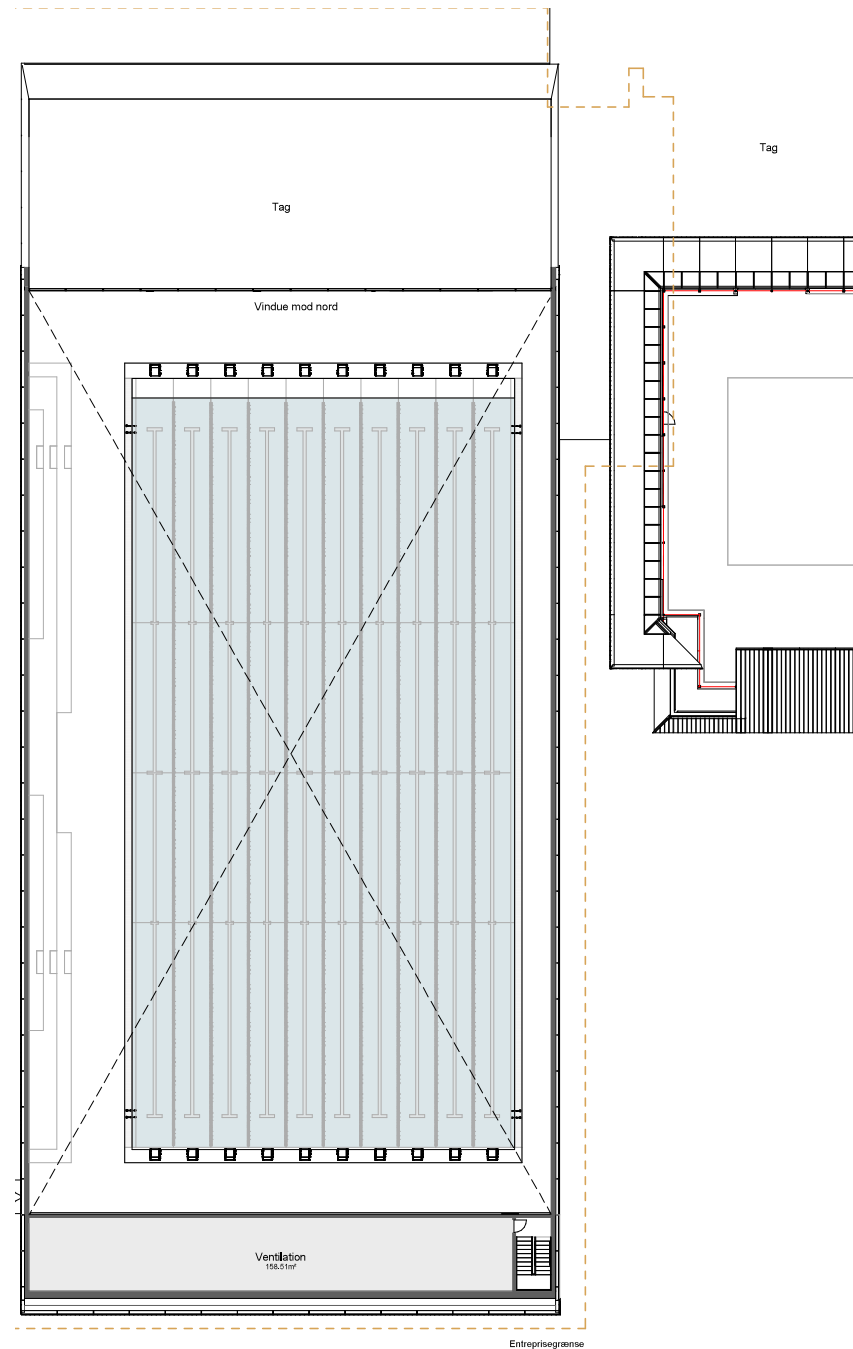 Tag
Tag
Vindue mod nord
Ventilation
158.51m²
Entreprisegrænse